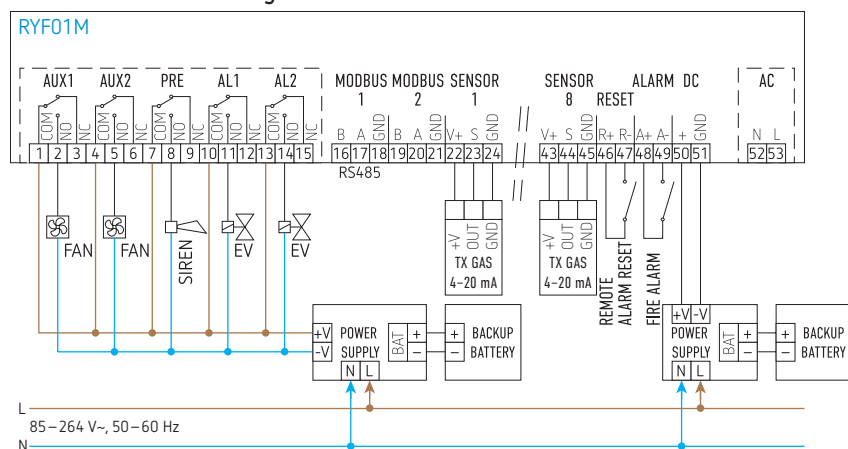 RYF01M
AUX1 AUX2 PRE AL1 AL2 MODBUS 1 MODBUS 2 SENSOR 1 SENSOR 8 RESET ALARM DC AC
COM NO NC COM NO NC COM NO NC COM NO NC COM NO NC B A GND B A GND V+ S GND V+ S GND R+ R- A+ A- + GND N L
1 2 3 4 5 6 7 8 9 10 11 12 13 14 15 16 17 18 19 20 21 22 23 24 43 44 45 46 47 48 49 50 51 52 53
RS485
FAN FAN SIREN EV EV
+V OUT GND
TX GAS
4–20 mA
+V OUT GND
TX GAS
4–20 mA
REMOTE
ALARM RESET
FIRE ALARM
+V
-V
POWER
SUPPLY
BAT
+
–
N L
+
–
BACKUP
BATTERY
+V -V
POWER
SUPPLY
BAT
+
–
N L
+
–
BACKUP
BATTERY
L
85–264 V~, 50–60 Hz
N